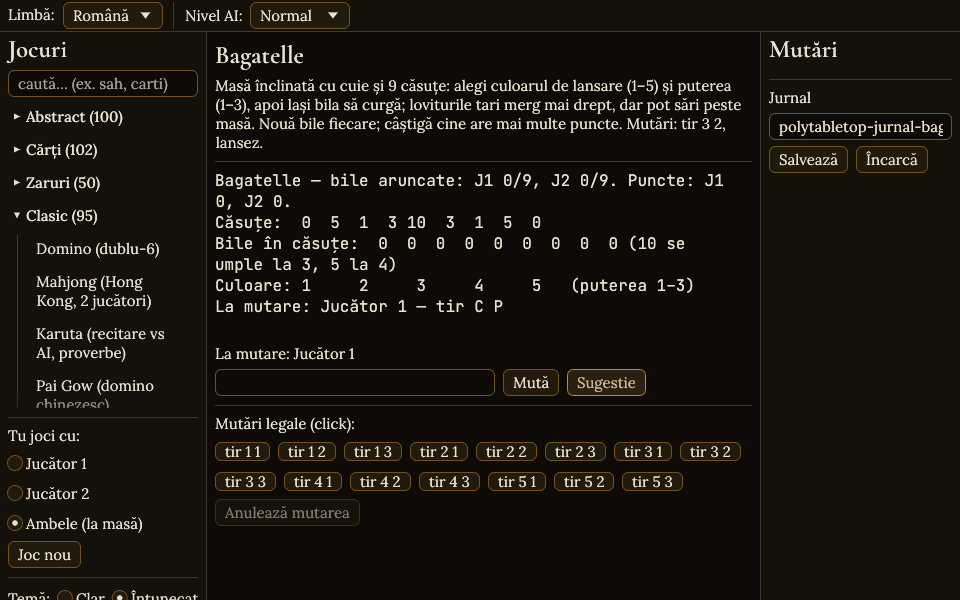 Limbă: Română ▼ Nivel AI: Normal ▼
Jocuri
caută... (ex. sah, carti)
▸ Abstract (100)
▸ Cărți (102)
▸ Zaruri (50)
▾ Clasic (95)
Domino (dublu-6)
Mahjong (Hong
Kong, 2 jucători)
Karuta (recitare vs
AI, proverbe)
Pai Gow (domino
chinezesc)
Tu joci cu:
Jucător 1
Jucător 2
Ambele (la masă)
Joc nou
Temă: Clar Întunecat
Bagatelle
Masă înclinată cu cuie și 9 căsuțe: alegi culoarul de lansare (1–5) și puterea
(1–3), apoi lași bila să curgă; loviturile tari merg mai drept, dar pot sări peste
masă. Nouă bile fiecare; câștigă cine are mai multe puncte. Mutări: tir 3 2,
lansez.
Bagatelle — bile aruncate: J1 0/9, J2 0/9. Puncte: J1
0, J2 0.
Căsuțe: 0 5 1 3 10 3 1 5 0
Bile în căsuțe: 0 0 0 0 0 0 0 0 0 (10 se
umple la 3, 5 la 4)
Culoare: 1 2 3 4 5 (puterea 1–3)
La mutare: Jucător 1 — tir C P
La mutare: Jucător 1
Mută Sugestie
Mutări legale (click):
tir 1 1 tir 1 2 tir 1 3 tir 2 1 tir 2 2 tir 2 3 tir 3 1 tir 3 2
tir 3 3 tir 4 1 tir 4 2 tir 4 3 tir 5 1 tir 5 2 tir 5 3
Anulează mutarea
Mutări
Jurnal
polytabletop-jurnal-bag
Salvează Încarcă